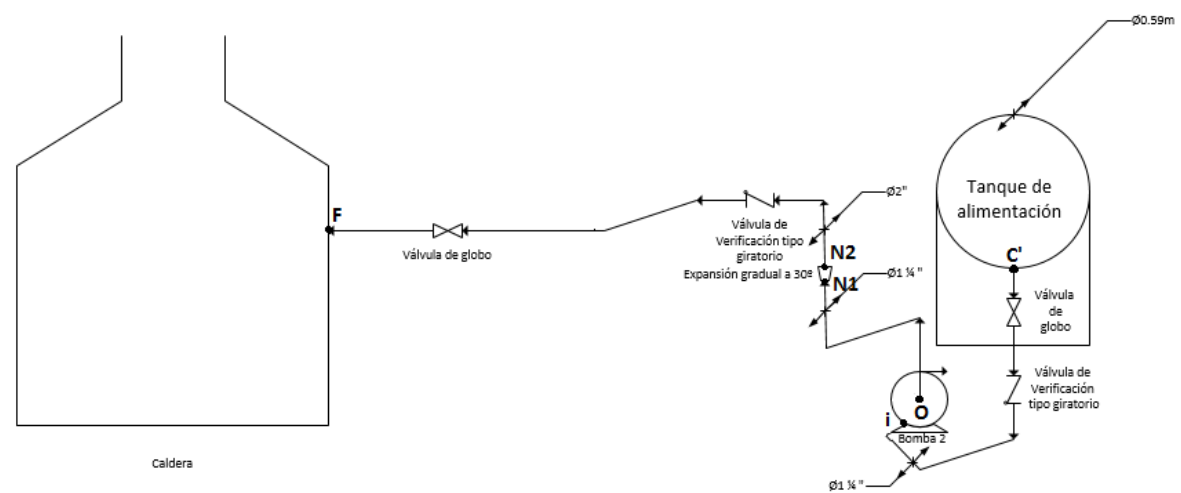 Ø0.59m
Tanque de
alimentación
C'
Válvula
de
globo
Válvula de
Verificación
tipo giratorio
Ø2"
Válvula de
Verificación tipo
giratorio
Expansión gradual a 30º
N2
N1
Ø1 ¼ "
F
Válvula de globo
O
i
Bomba 2
Ø1 ¼ "
Caldera